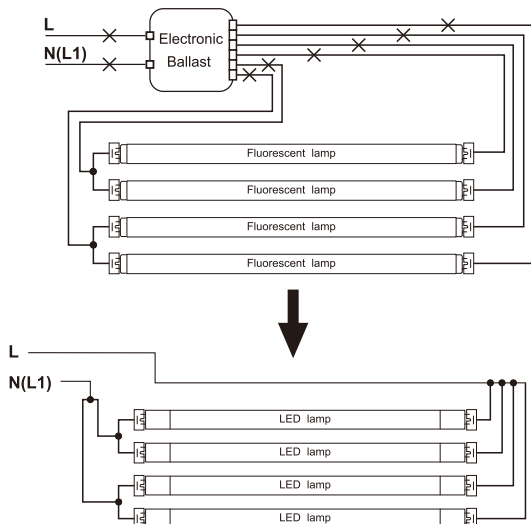 L
N(L1)
Electronic
Ballast
Fluorescent lamp
Fluorescent lamp
Fluorescent lamp
Fluorescent lamp
L
N(L1)
LED lamp
LED lamp
LED lamp
LED lamp